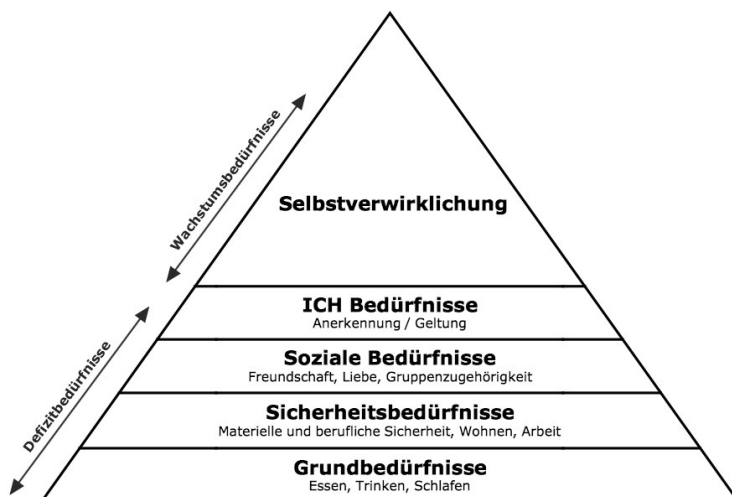 Wachstumsbedürfnisse
Selbstverwirklichung
Defizitbedürfnisse
ICH Bedürfnisse
Anerkennung / Geltung
Soziale Bedürfnisse
Freundschaft, Liebe, Gruppenzugehörigkeit
Sicherheitsbedürfnisse
Materielle und berufliche Sicherheit, Wohnen, Arbeit
Grundbedürfnisse
Essen, Trinken, Schlafen